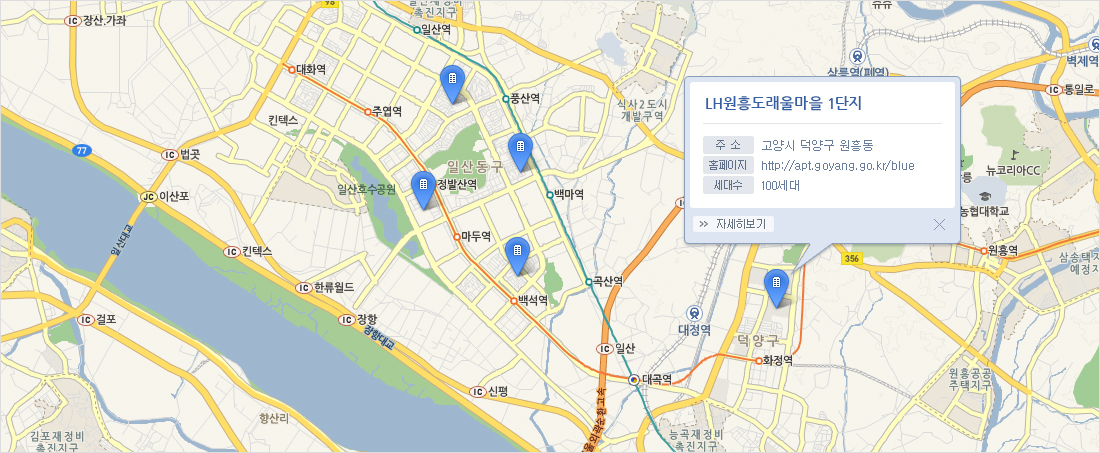 98
IC 장산.가좌
일산재정비
촉진지구
일산역
대화역
주엽역
풍산역
킨텍스
77
IC 법곳
일산동구
식사2도시
개발구역
삼릉역(폐역)
벽제역
IC 통일로
JC 이산포
일산호수공원
정발산역
백마역
일산대교
IC 킨텍스
마두역
IC 한류월드
곡산역
백석역
IC 걸포
IC 장항
장항대교
IC 일산
대정역
덕양구
화정역
IC 신평
대곡역
향산리
김포재정비
촉진지구
능곡재정비
촉진지구
원흥공공
주택지구
뉴코리아CC
농협대학교
원흥역
356
삼송택지
예정지
LH원흥도래울마을 1단지
주 소 고양시 덕양구 원흥동
홈페이지 http://apt.goyang.go.kr/blue
세대수 100세대
» 자세히보기